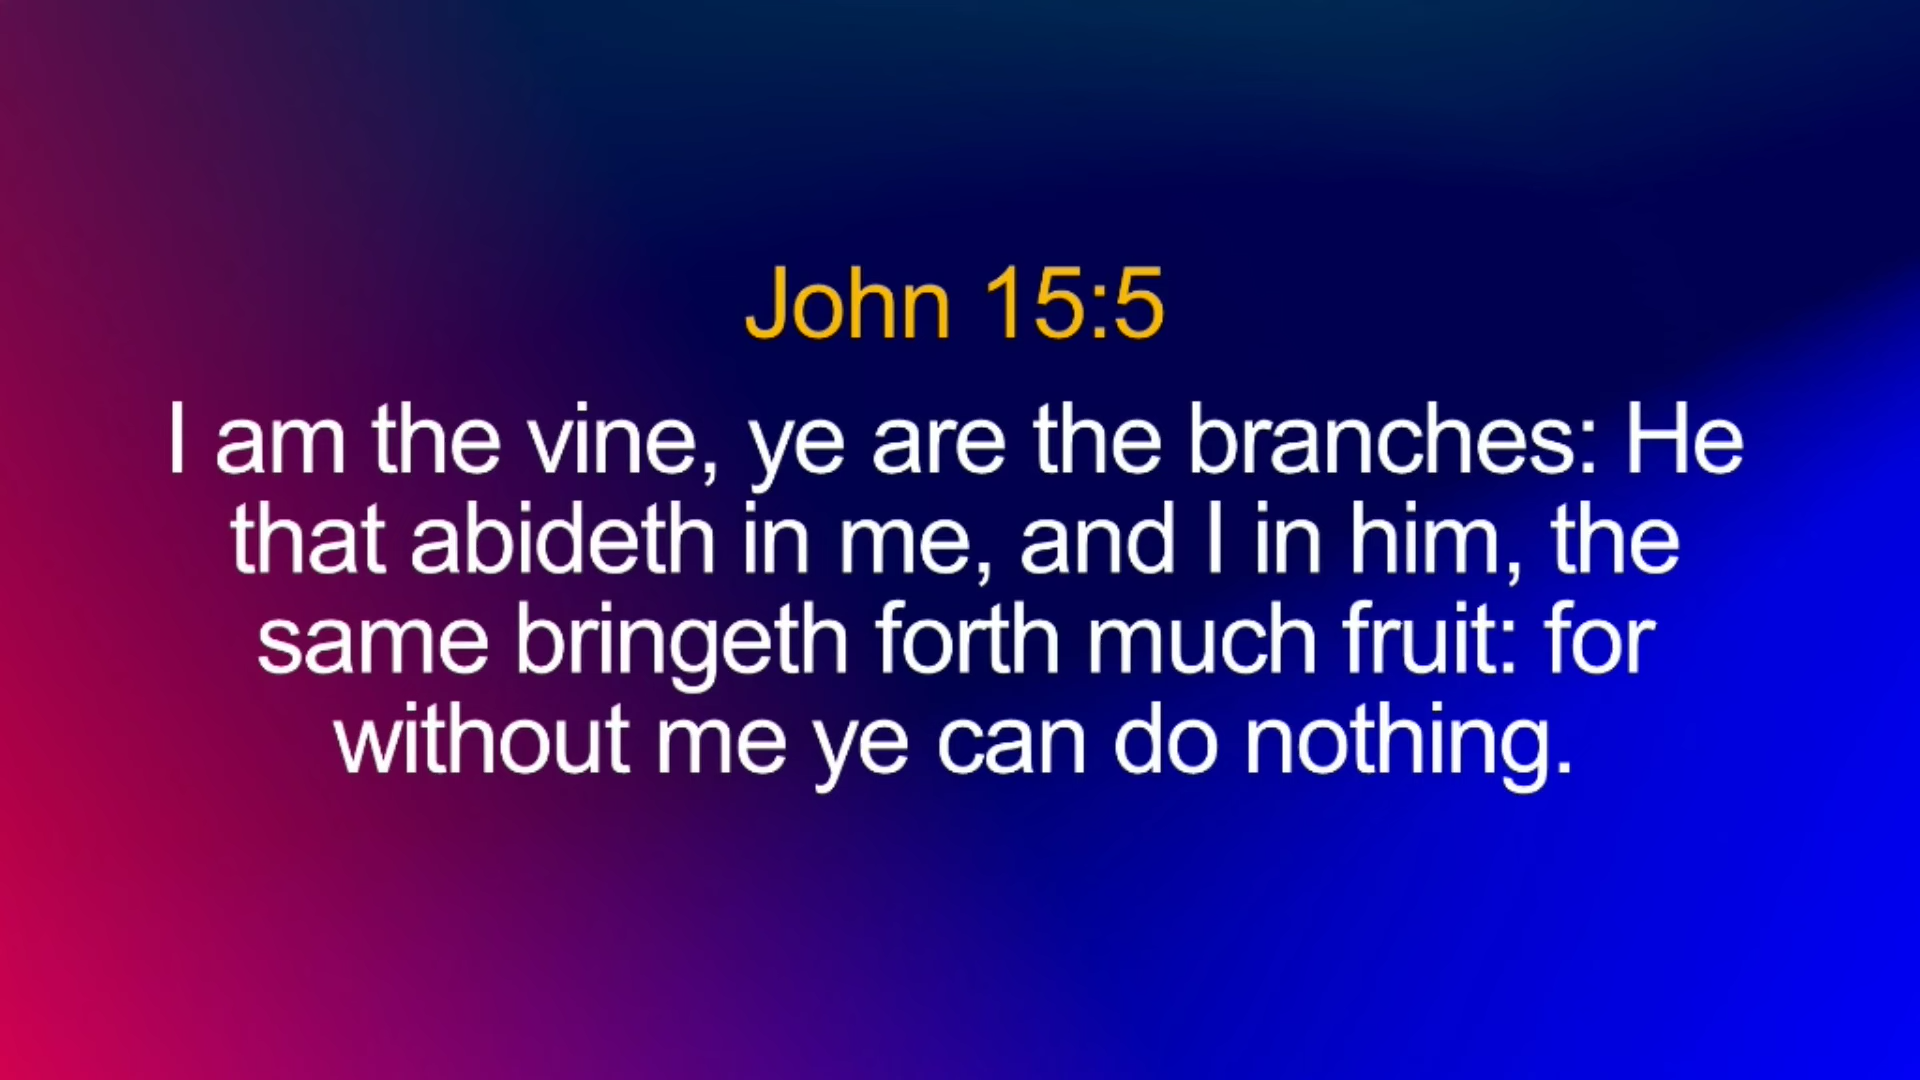 John 15:5
I am the vine, ye are the branches: He
that abideth in me, and I in him, the
same bringeth forth much fruit: for
without me ye can do nothing.